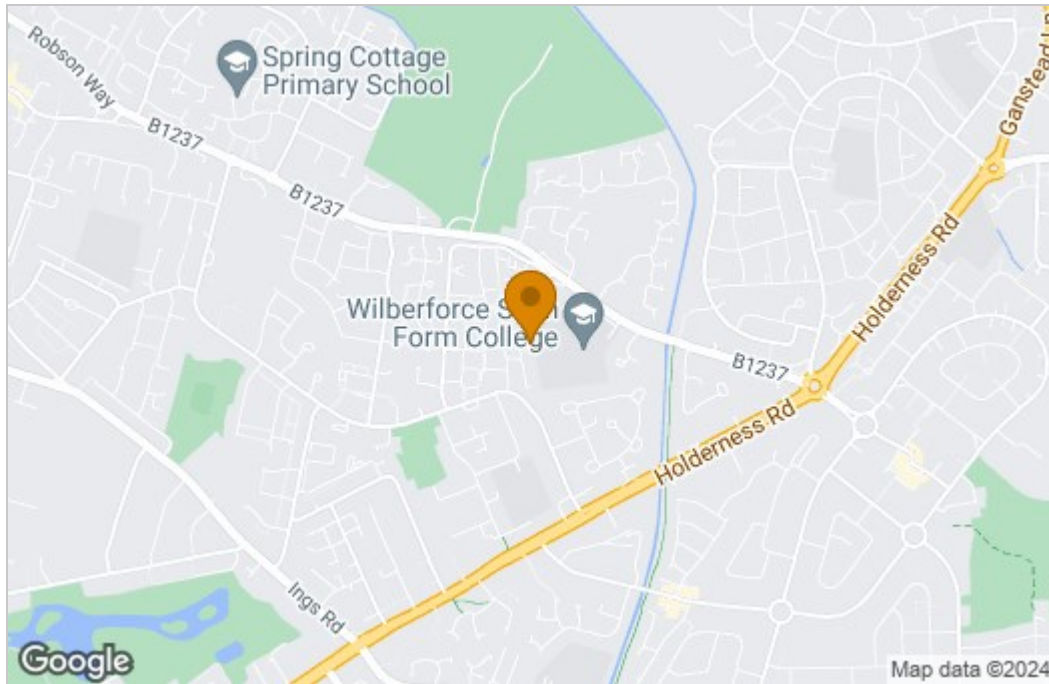 Robson Way
Spring Cottage
Primary School
B1237
B1237
Ganstead Ln
Holderness Rd
Wilberforce
Form College
B1237
Holderness Rd
Ings Rd
Google
Map data ©2024